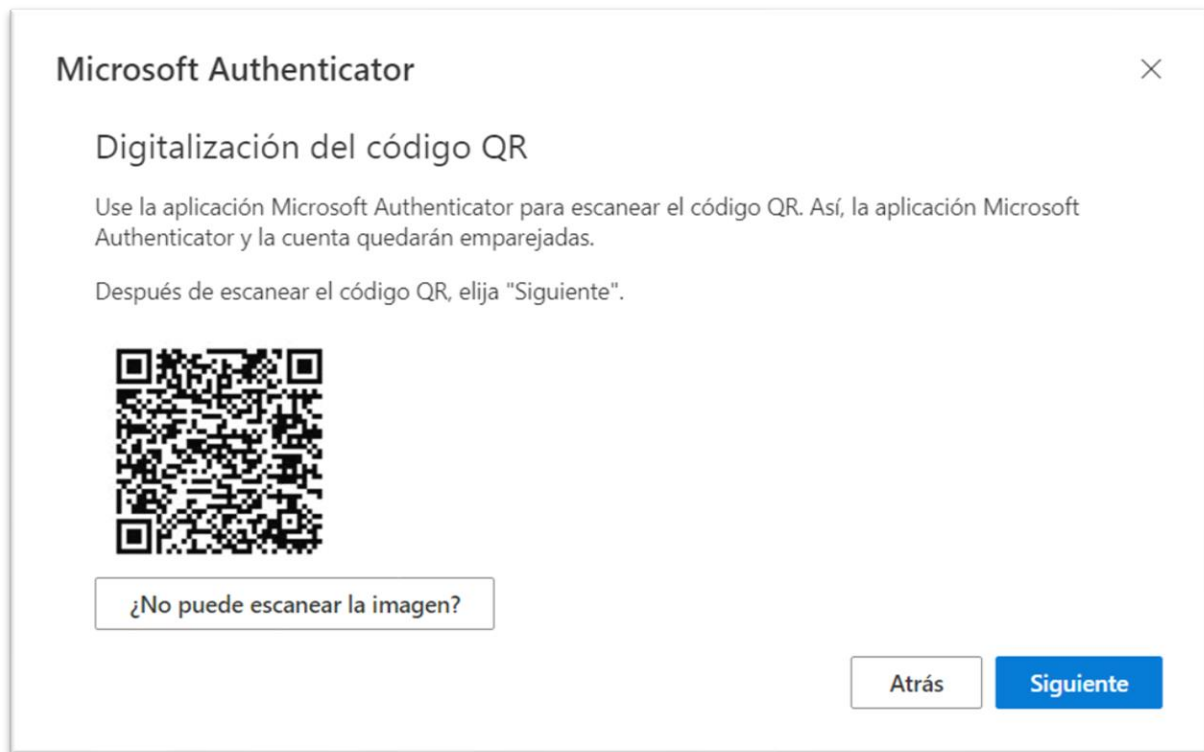 Microsoft Authenticator
Digitalización del código QR
Use la aplicación Microsoft Authenticator para escanear el código QR. Así, la aplicación Microsoft
Authenticator y la cuenta quedarán emparejadas.
Después de escanear el código QR, elija "Siguiente".
¿No puede escanear la imagen?
Atrás
Siguiente